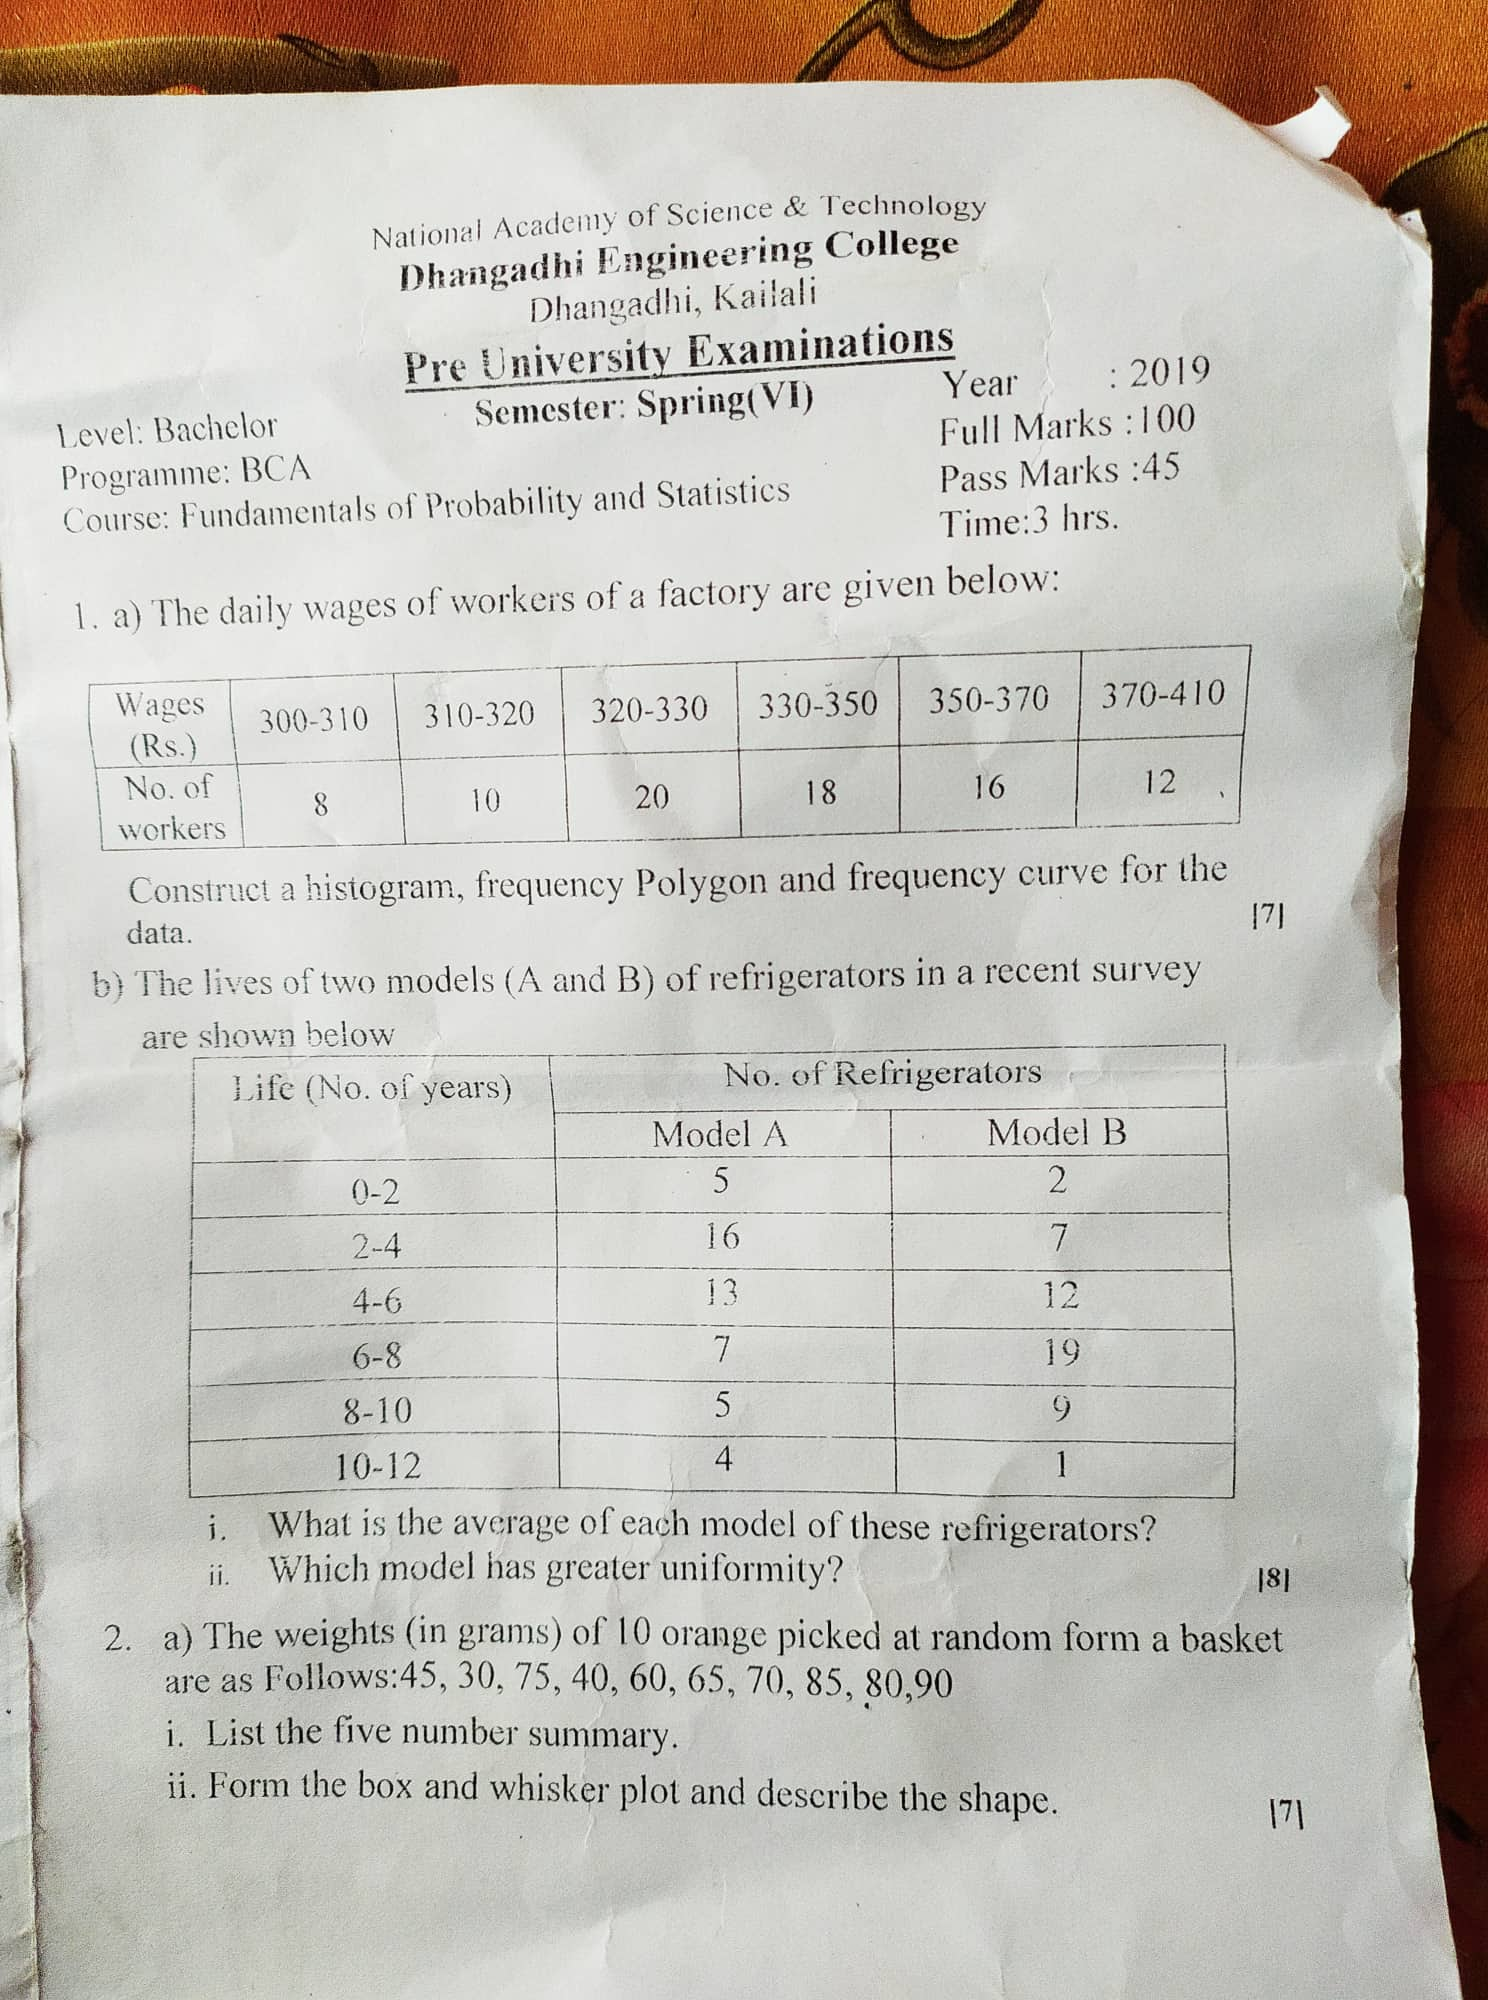 National Academy of Science & Technology
Dhangadhi Engineering College
Dhangadhi, Kailali
Pre University Examinations
Semester: Spring(VI)
Level: Bachelor
Programme: BCA
Course: Fundamentals of Probability and Statistics
Year : 2019
Full Marks :100
Pass Marks :45
Time:3 hrs.
1. a) The daily wages of workers of a factory are given below:
Wages (Rs.) 300-310 310-320 320-330 330-350 350-370 370-410
No. of workers 8 10 20 18 16 12
Construct a histogram, frequency Polygon and frequency curve for the
data. [7]
b) The lives of two models (A and B) of refrigerators in a recent survey
are shown below
Life (No. of years) No. of Refrigerators
Model A Model B
0-2 5 2
2-4 16 7
4-6 13 12
6-8 7 19
8-10 5 9
10-12 4 1
i. What is the average of each model of these refrigerators?
ii. Which model has greater uniformity? [8]
2. a) The weights (in grams) of 10 orange picked at random form a basket
are as Follows:45, 30, 75, 40, 60, 65, 70, 85, 80,90
i. List the five number summary.
ii. Form the box and whisker plot and describe the shape. [7]